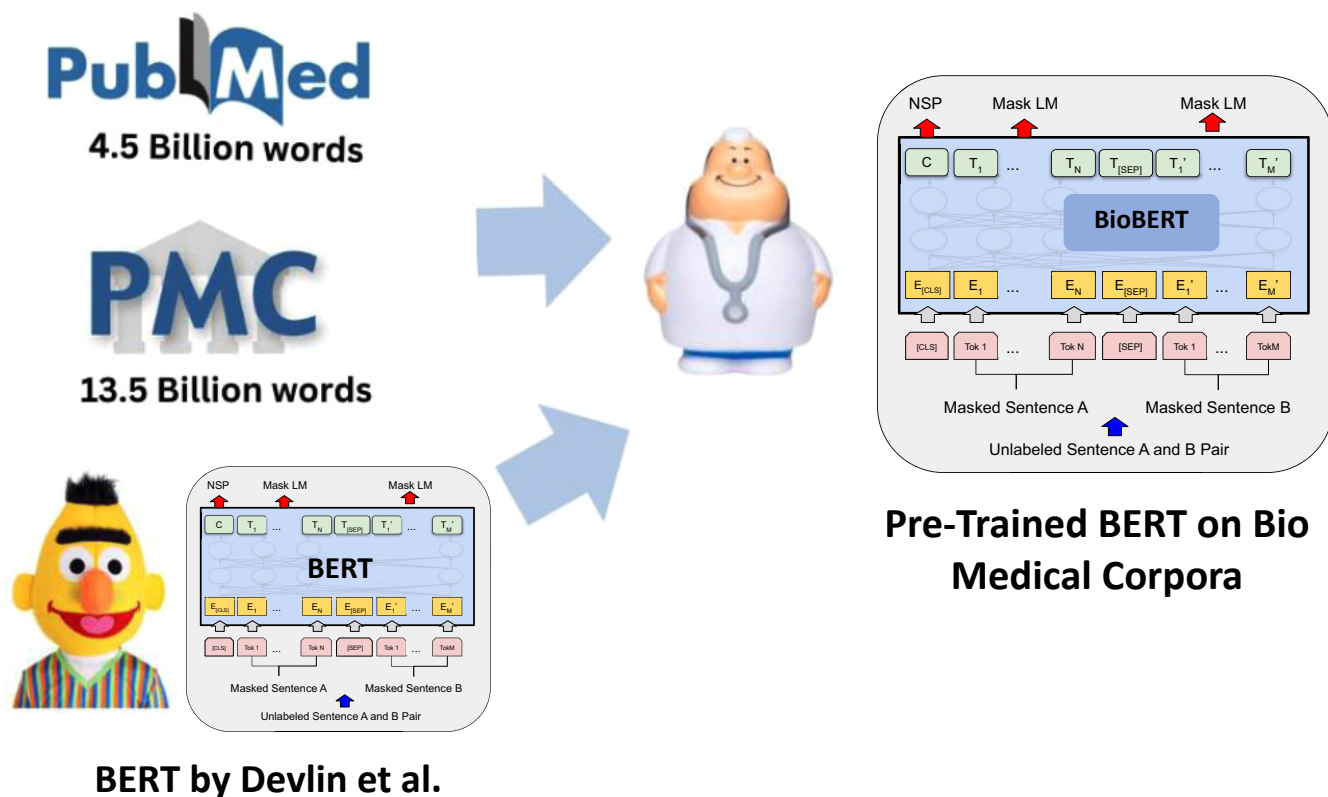 PubMed
4.5 Billion words
PMC
13.5 Billion words
NSP Mask LM Mask LM
C T1 ... TN T[SEP] T1' ... TM'
BERT
E[CLS] E1 ... EN E[SEP] E1' ... EM'
[CLS] Tok 1 ... Tok N [SEP] Tok 1 ... TokM
Masked Sentence A Masked Sentence B
Unlabeled Sentence A and B Pair
BERT by Devlin et al.
NSP Mask LM Mask LM
C T1 ... TN T[SEP] T1' ... TM'
BioBERT
E[CLS] E1 ... EN E[SEP] E1' ... EM'
[CLS] Tok 1 ... Tok N [SEP] Tok 1 ... TokM
Masked Sentence A Masked Sentence B
Unlabeled Sentence A and B Pair
Pre-Trained BERT on Bio
Medical Corpora